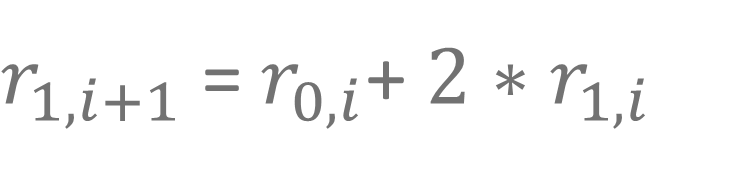 r₁,ᵢ₊₁ = r₀,ᵢ + 2 * r₁,ᵢ